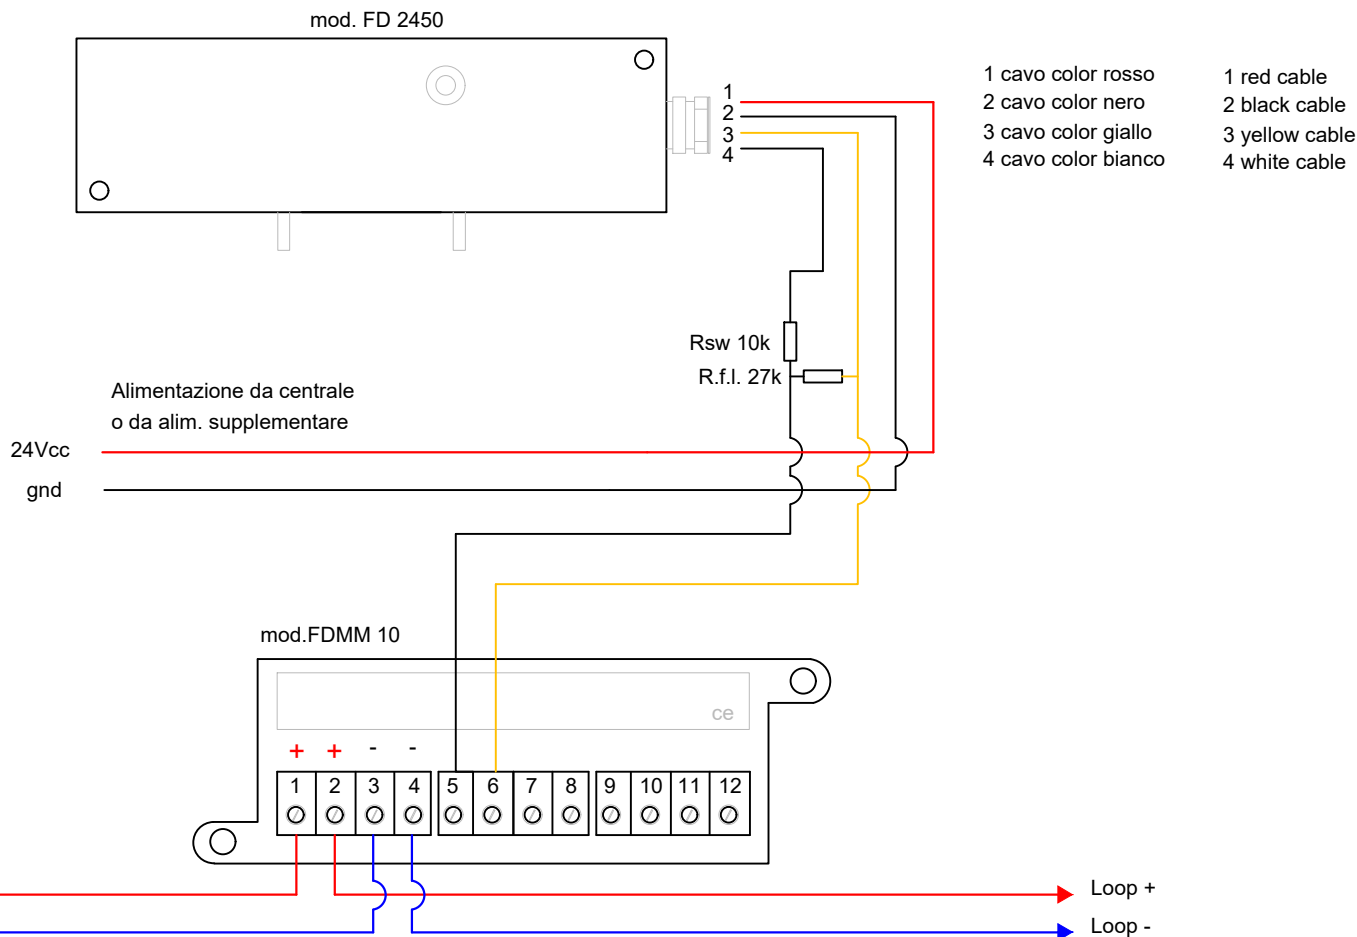 mod. FD 2450
1
2
3
4
1 cavo color rosso
2 cavo color nero
3 cavo color giallo
4 cavo color bianco
1 red cable
2 black cable
3 yellow cable
4 white cable
Rsw 10k
R.f.l. 27k
Alimentazione da centrale
o da alim. supplementare
24Vcc
gnd
mod.FDMM 10
ce
+ + - -
1 2 3 4 5 6 7 8 9 10 11 12
Loop +
Loop -